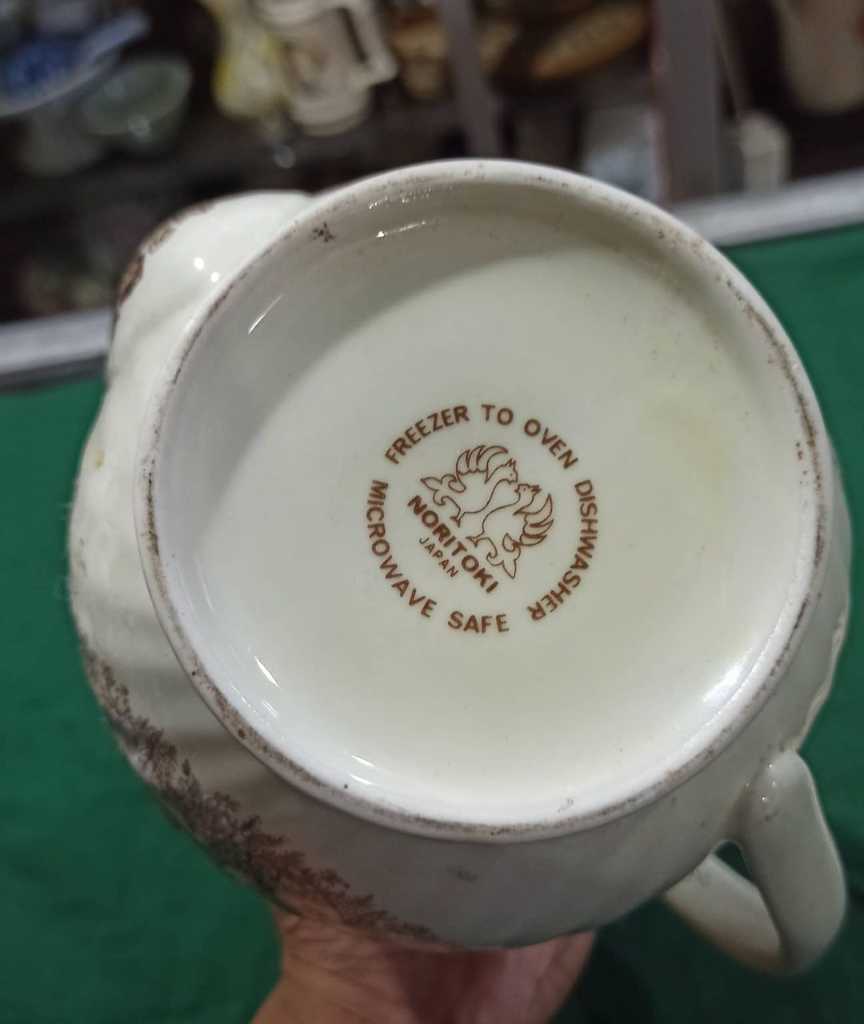 FREEZER TO OVEN DISHWASHER
MICROWAVE SAFE
NORITOKI
JAPAN